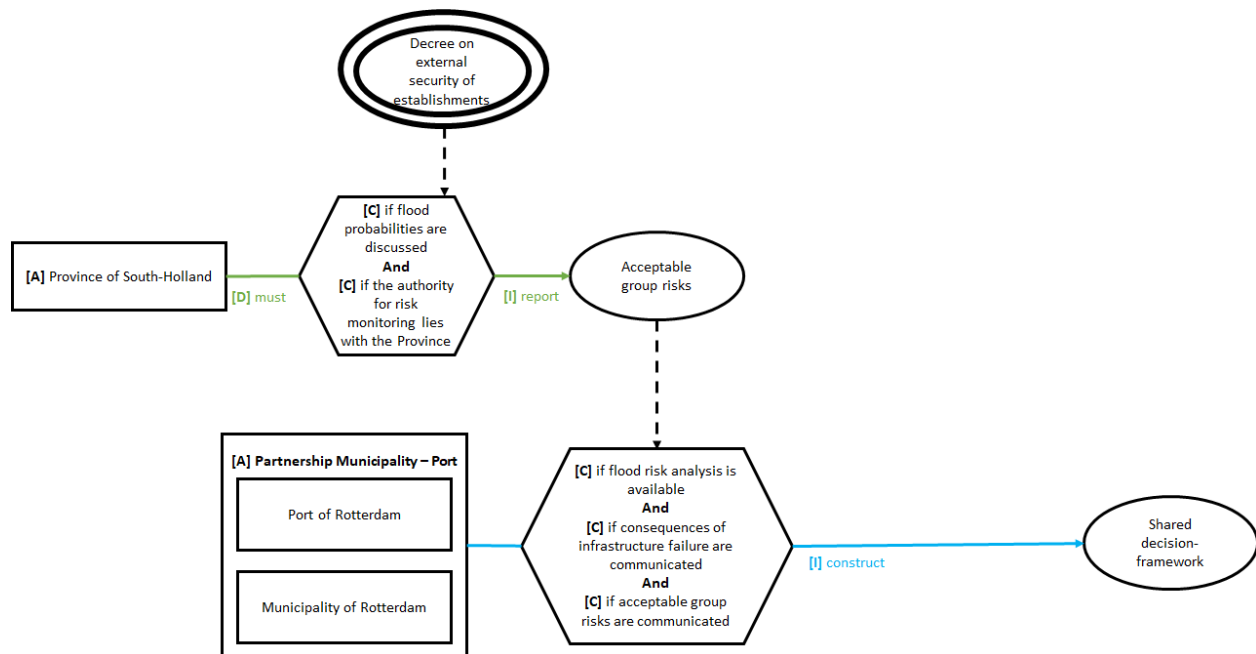 Decree on
external
security of
establishments
[C] if flood
probabilities are
discussed
And
[C] if the authority
for risk
monitoring lies
with the Province
[A] Province of South-Holland
[D] must
[I] report
Acceptable
group risks
[A] Partnership Municipality – Port
Port of Rotterdam
Municipality of Rotterdam
[C] if flood risk analysis is
available
And
[C] if consequences of
infrastructure failure are
communicated
And
[C] if acceptable group
risks are communicated
[I] construct
Shared
decision-
framework